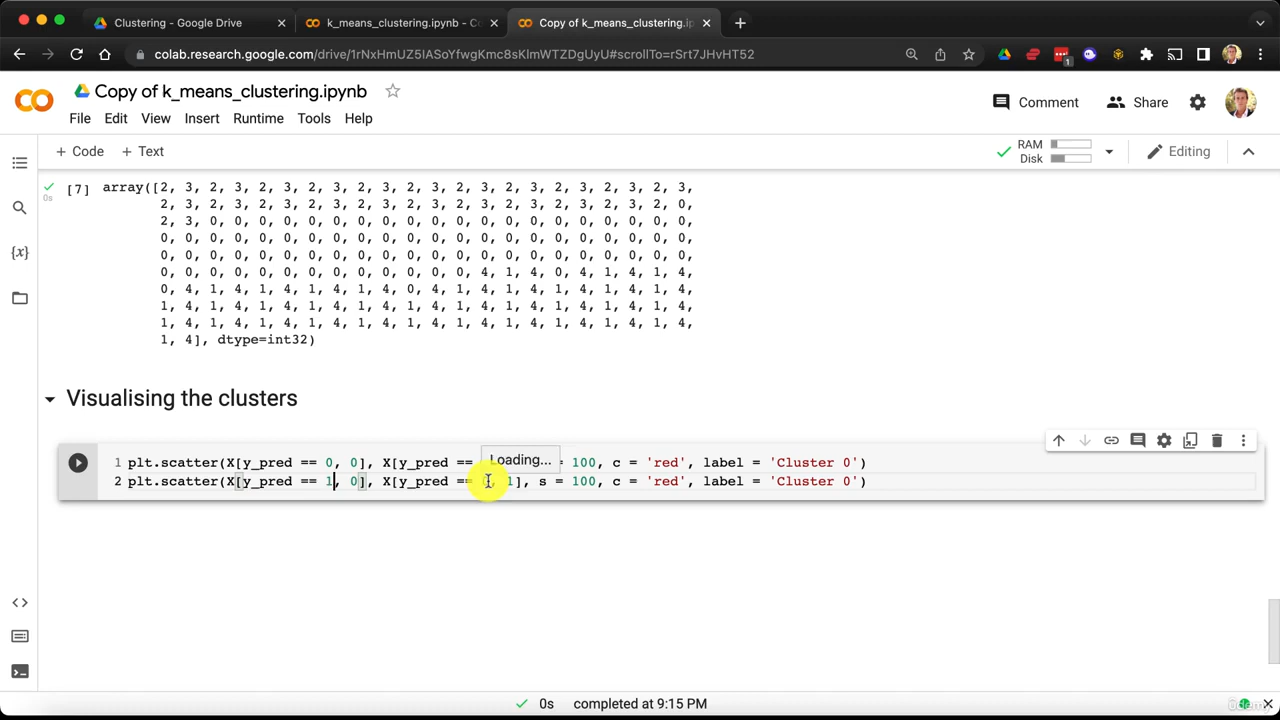 Clustering - Google Drive
k_means_clustering.ipynb - C
Copy of k_means_clustering.ip
colab.research.google.com/drive/1rNxHmUZ5IASoYfwgKmc8sKlmWTZDgUyU#scrollTo=rSrt7JHvHT52
1
Copy of k_means_clustering.ipynb
File Edit View Insert Runtime Tools Help
Comment
Share
+ Code + Text
RAM
Disk
Editing
[7] array([2, 3, 2, 3, 2, 3, 2, 3, 2, 3, 2, 3, 2, 3, 2, 3, 2, 3, 2, 3, 2, 3,
0s
2, 3, 2, 3, 2, 3, 2, 3, 2, 3, 2, 3, 2, 3, 2, 3, 2, 3, 2, 3, 2, 0,
2, 3, 0, 0, 0, 0, 0, 0, 0, 0, 0, 0, 0, 0, 0, 0, 0, 0, 0, 0, 0, 0,
0, 0, 0, 0, 0, 0, 0, 0, 0, 0, 0, 0, 0, 0, 0, 0, 0, 0, 0, 0, 0, 0,
0, 0, 0, 0, 0, 0, 0, 0, 0, 0, 0, 0, 0, 0, 0, 0, 0, 0, 0, 0, 0, 0,
0, 0, 0, 0, 0, 0, 0, 0, 0, 0, 0, 0, 0, 4, 1, 4, 0, 4, 1, 4, 1, 4,
0, 4, 1, 4, 1, 4, 1, 4, 1, 4, 0, 4, 1, 4, 1, 4, 1, 4, 1, 4, 1, 4,
1, 4, 1, 4, 1, 4, 1, 4, 1, 4, 1, 4, 1, 4, 1, 4, 1, 4, 1, 4, 1, 4,
1, 4, 1, 4, 1, 4, 1, 4, 1, 4, 1, 4, 1, 4, 1, 4, 1, 4, 1, 4, 1, 4,
1, 4], dtype=int32)
Visualising the clusters
Loading...
1 plt.scatter(X[y_pred == 0, 0], X[y_pred == = 100, c = 'red', label = 'Cluster 0')
2 plt.scatter(X[y_pred == 1, 0], X[y_pred == 0, 1], s = 100, c = 'red', label = 'Cluster 0')
0s completed at 9:15 PM
Udemy